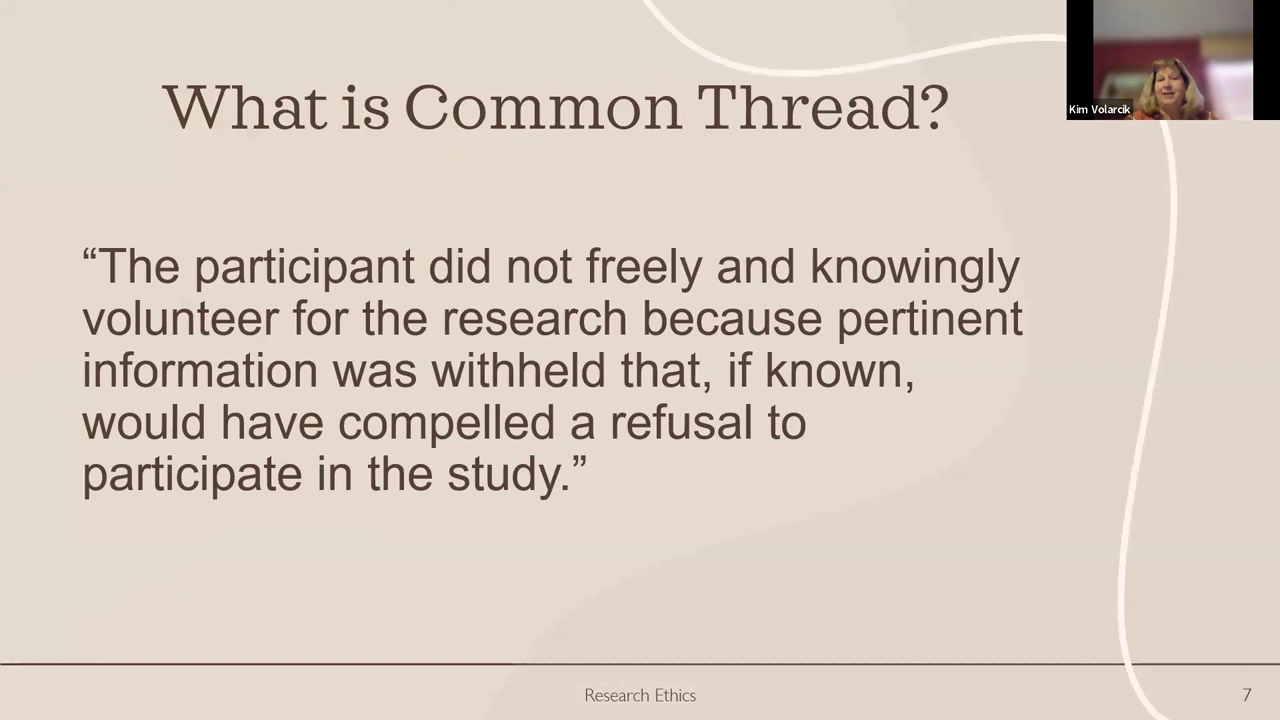 What is Common Thread?
Kim Volarcik
“The participant did not freely and knowingly
volunteer for the research because pertinent
information was withheld that, if known,
would have compelled a refusal to
participate in the study.”
Research Ethics
7